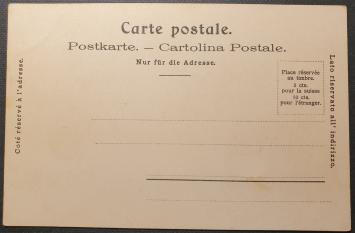 Carte postale.
Postkarte. — Cartolina Postale.
Nur für die Adresse.
Coté réservé à l'adresse.
Place réservée
au timbre.
5 cts.
pour la suisse
10 cts.
pour l'étranger.
Lato riservato all' indirizzo.